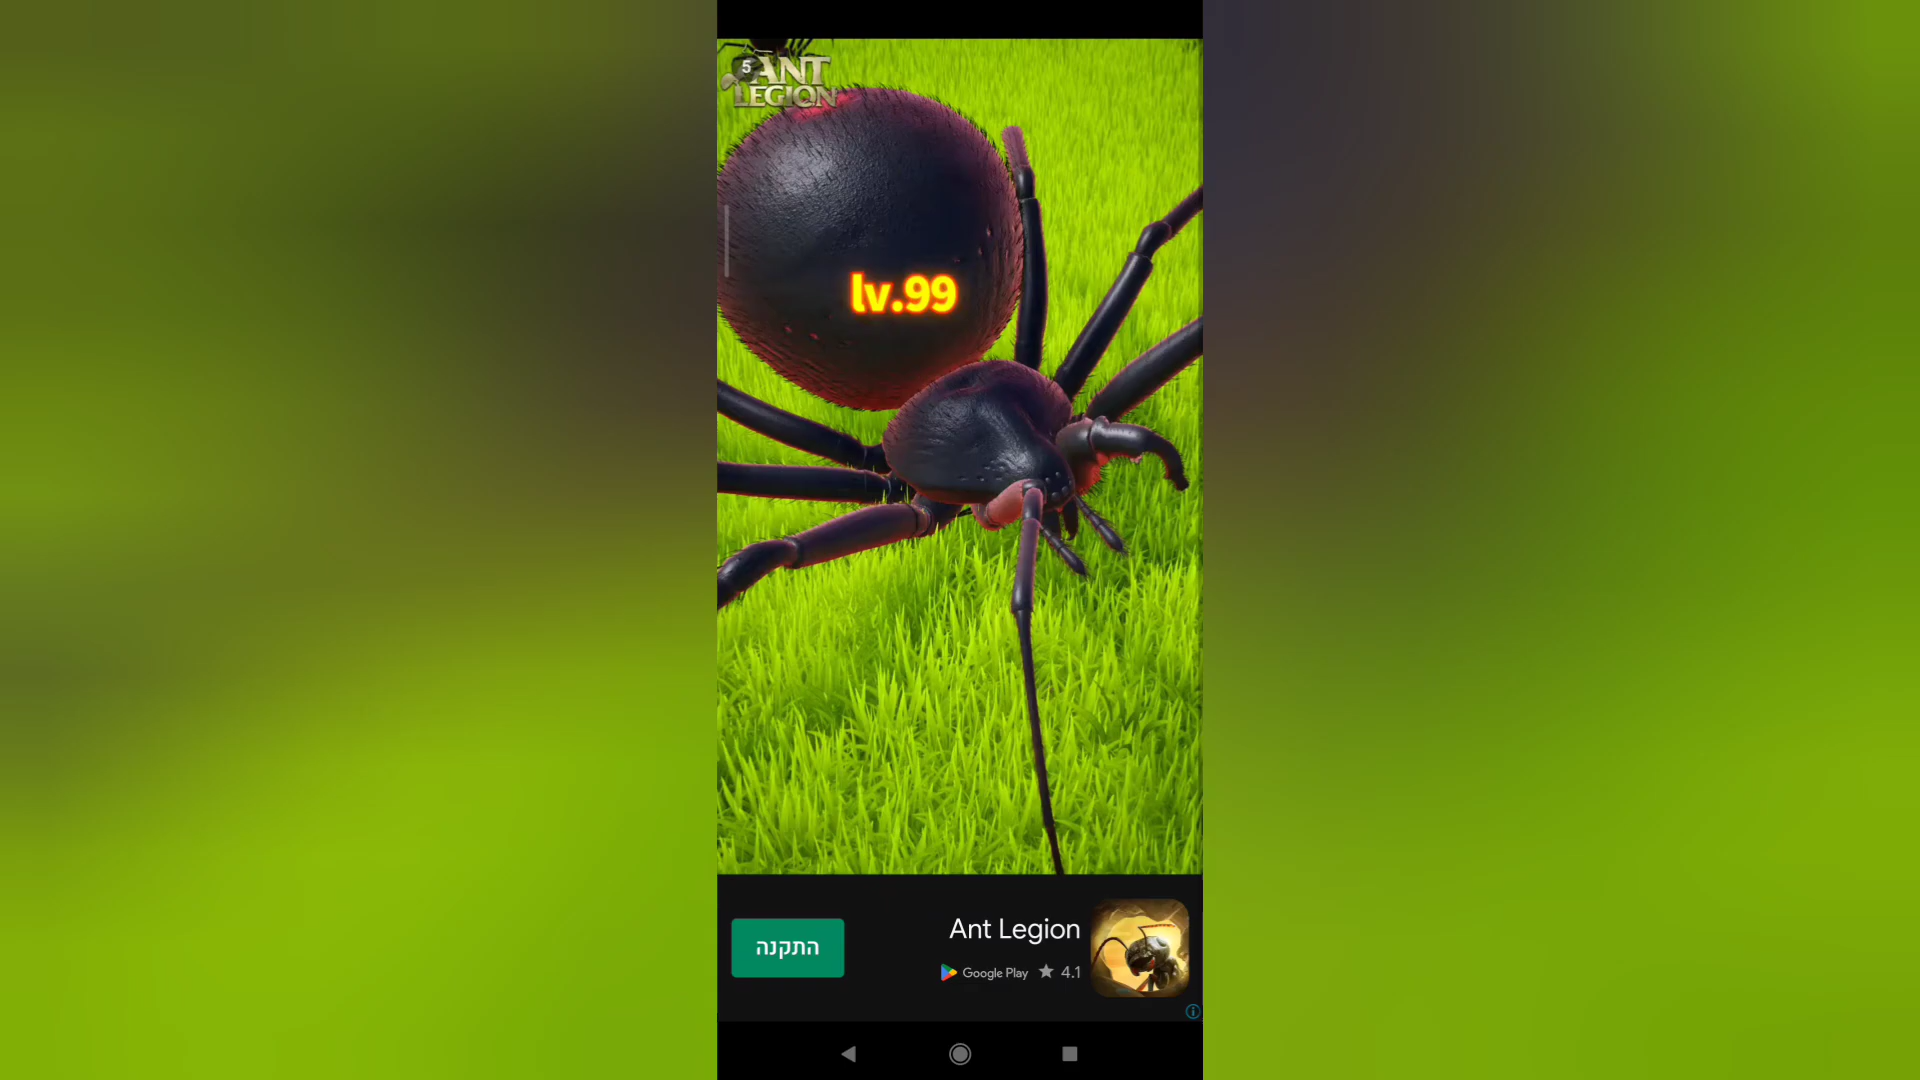 5
ANT
LEGION
lv.99
Ant Legion
התקנה
Google Play ★ 4.1